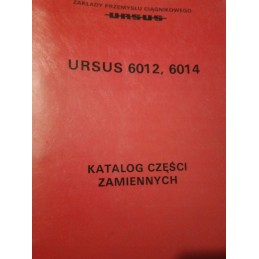 ZAKŁADY PRZEMYSŁU CIĄGNIKOWEGO
URSUS
URSUS 6012, 6014
KATALOG CZĘŚCI
ZAMIENNYCH